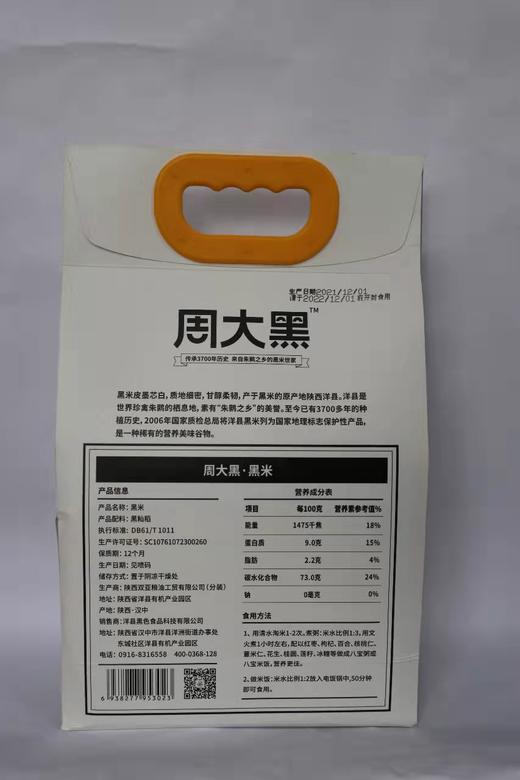 生产日期2021/12/01
请于2022/12/01前开封食用
周大黑™
传承3700年历史 来自朱鹮之乡的黑米世家
黑米皮墨芯白，质地细密，甘醇柔韧，产于黑米的原产地陕西洋县。洋县是
世界珍禽朱鹮的栖息地，素有“朱鹮之乡”的美誉。至今已有3700多年的种
植历史，2006年国家质检总局将洋县黑米列为国家地理标志保护性产品，
是一种稀有的营养美味谷物。
周大黑·黑米
产品信息
产品名称：黑米
产品配料：黑籼稻
执行标准：DB61/T 1011
生产许可证号：SC10761072300260
保质期：12个月
生产日期：见喷码
储存方式：置于阴凉干燥处
生产商：陕西双亚粮油工贸有限公司（分装）
地址：陕西省洋县有机产业园区
产地：陕西·汉中
销售商：洋县黑色食品科技有限公司
地址：陕西省汉中市洋县洋洲街道办事处
东城社区洋县有机产业园区
电话：0916-8316558 400-0368-128
6 938277 953023
营养成分表
项目 每100克 营养素参考值%
能量 1475千焦 18%
蛋白质 9.0克 15%
脂肪 2.2克 4%
碳水化合物 73.0克 24%
钠 0毫克 0%
食用方法
1、用清水淘米1-2次。煮粥：米水比例1:3，用文
火煮1小时左右，配以红枣、枸杞、百合、核桃仁、
薏米仁、花生、桂圆、莲籽、冰糖等做成八宝粥或
八宝米饭。营养更佳。
2、做米饭：米水比例1:2放入电饭锅中，50分钟
即可食用。